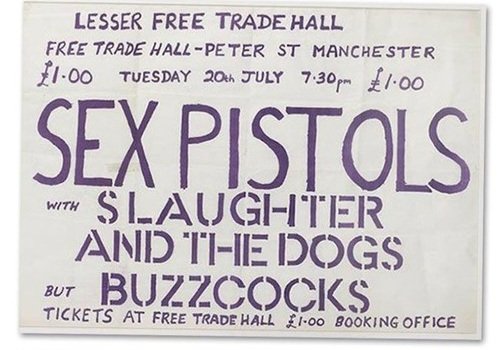 LESSER FREE TRADE HALL
FREE TRADE HALL-PETER ST MANCHESTER
£1·00 TUESDAY 20th JULY 7·30pm £1·00
SEX PISTOLS
WITH SLAUGHTER
AND THE DOGS
BUT BUZZCOCKS
TICKETS AT FREE TRADE HALL £1·00 BOOKING OFFICE